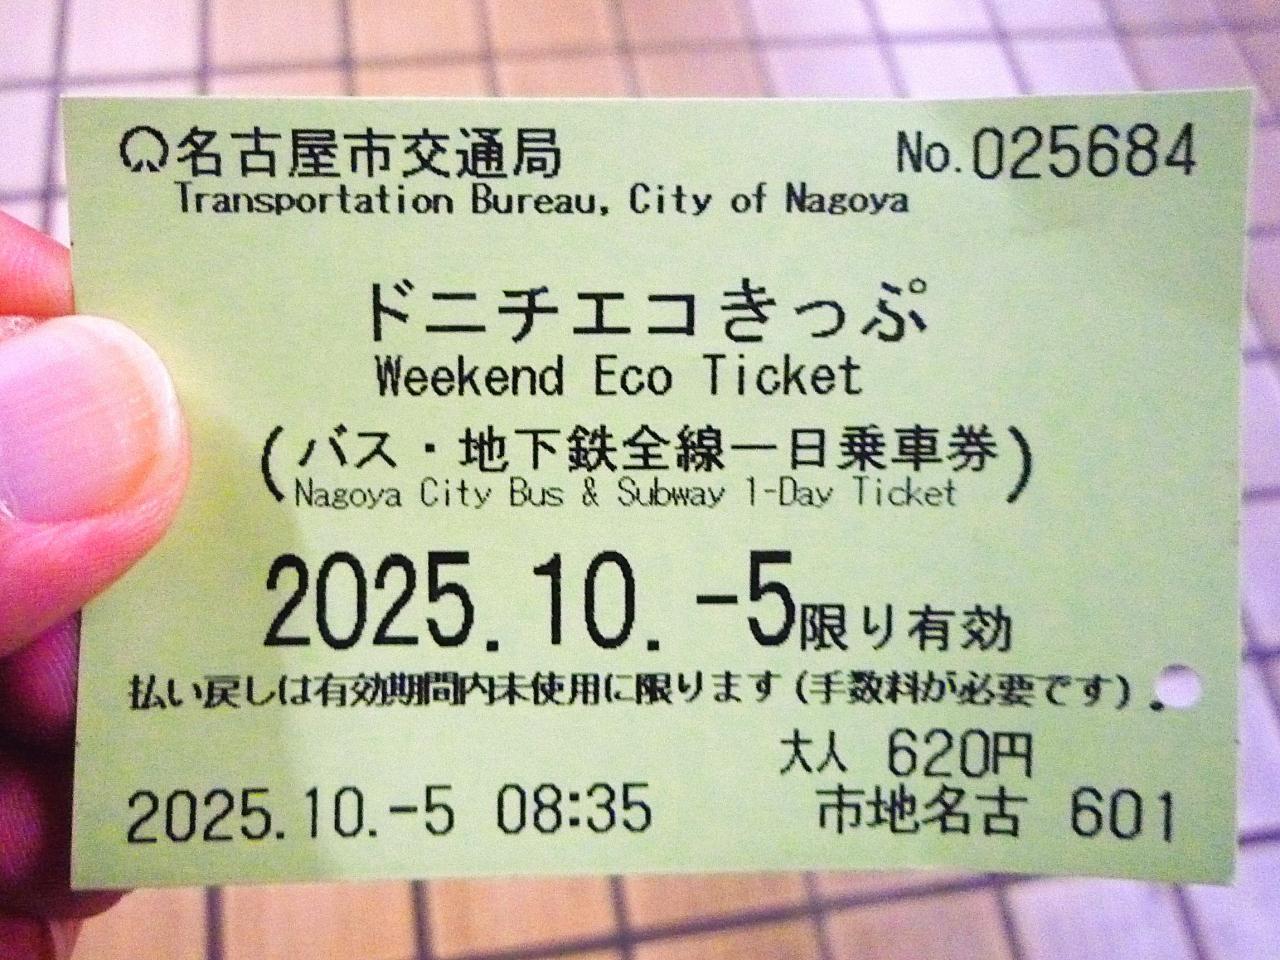 名古屋市交通局 No.025684
Transportation Bureau, City of Nagoya
ドニチエコきっぷ
Weekend Eco Ticket
(バス・地下鉄全線一日乗車券)
Nagoya City Bus & Subway 1-Day Ticket
2025.10.-5限り有効
払い戻しは有効期間内未使用に限ります(手数料が必要です).
大人 620円
2025.10.-5 08:35 市地名古 601